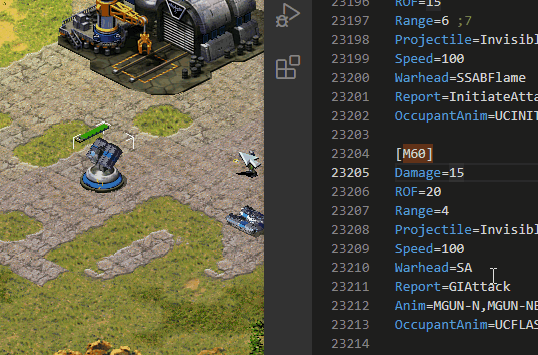 23196 ROF=15
23197 Range=6 ;7
23198 Projectile=Invisibl
23199 Speed=100
23200 Warhead=SSABFlame
23201 Report=InitiateAtta
23202 OccupantAnim=UCINIT
23203
23204 [M60]
23205 Damage=15
23206 ROF=20
23207 Range=4
23208 Projectile=Invisibl
23209 Speed=100
23210 Warhead=SA
23211 Report=GIAttack
23212 Anim=MGUN-N,MGUN-NE
23213 OccupantAnim=UCFLAS
23214